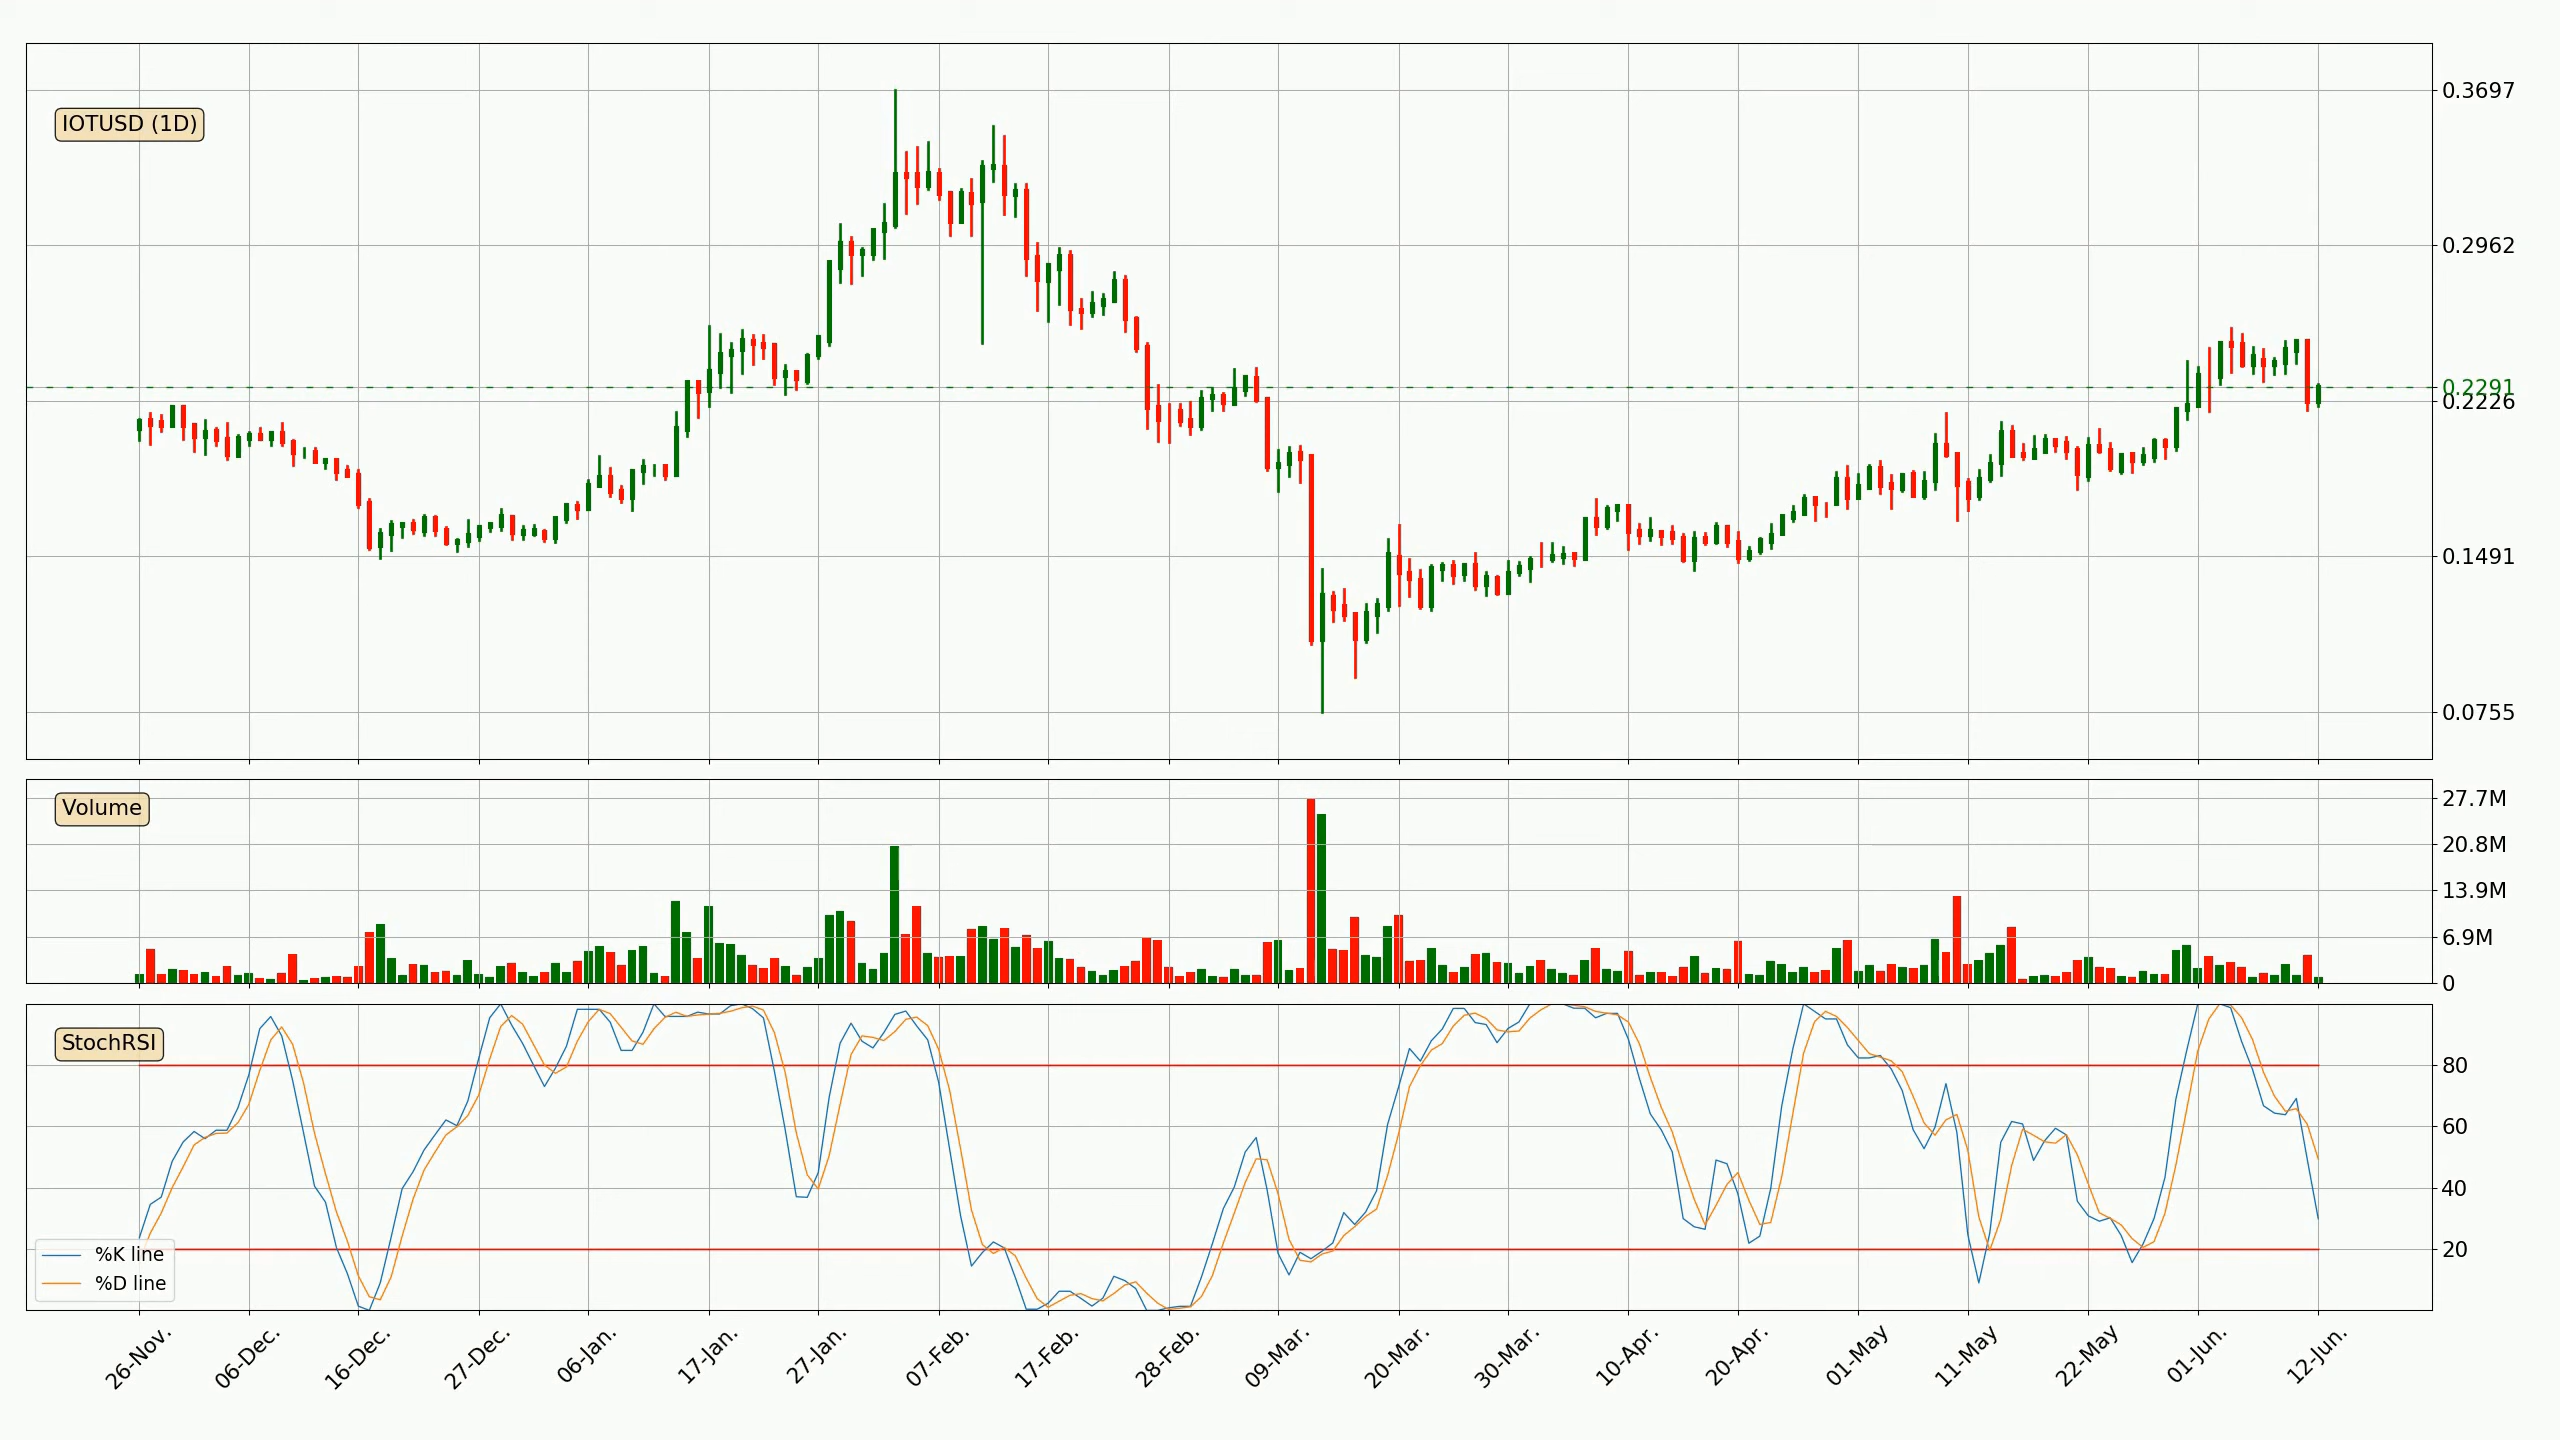 IOTUSD (1D)
0.3697
0.2962
0.2291
0.2226
0.1491
0.0755
Volume
27.7M
20.8M
13.9M
6.9M
0
StochRSI
80
60
40
20
%K line
%D line
26-Nov.
06-Dec.
16-Dec.
27-Dec.
06-Jan.
17-Jan.
27-Jan.
07-Feb.
17-Feb.
28-Feb.
09-Mar.
20-Mar.
30-Mar.
10-Apr.
20-Apr.
01-May
11-May
22-May
01-Jun.
12-Jun.